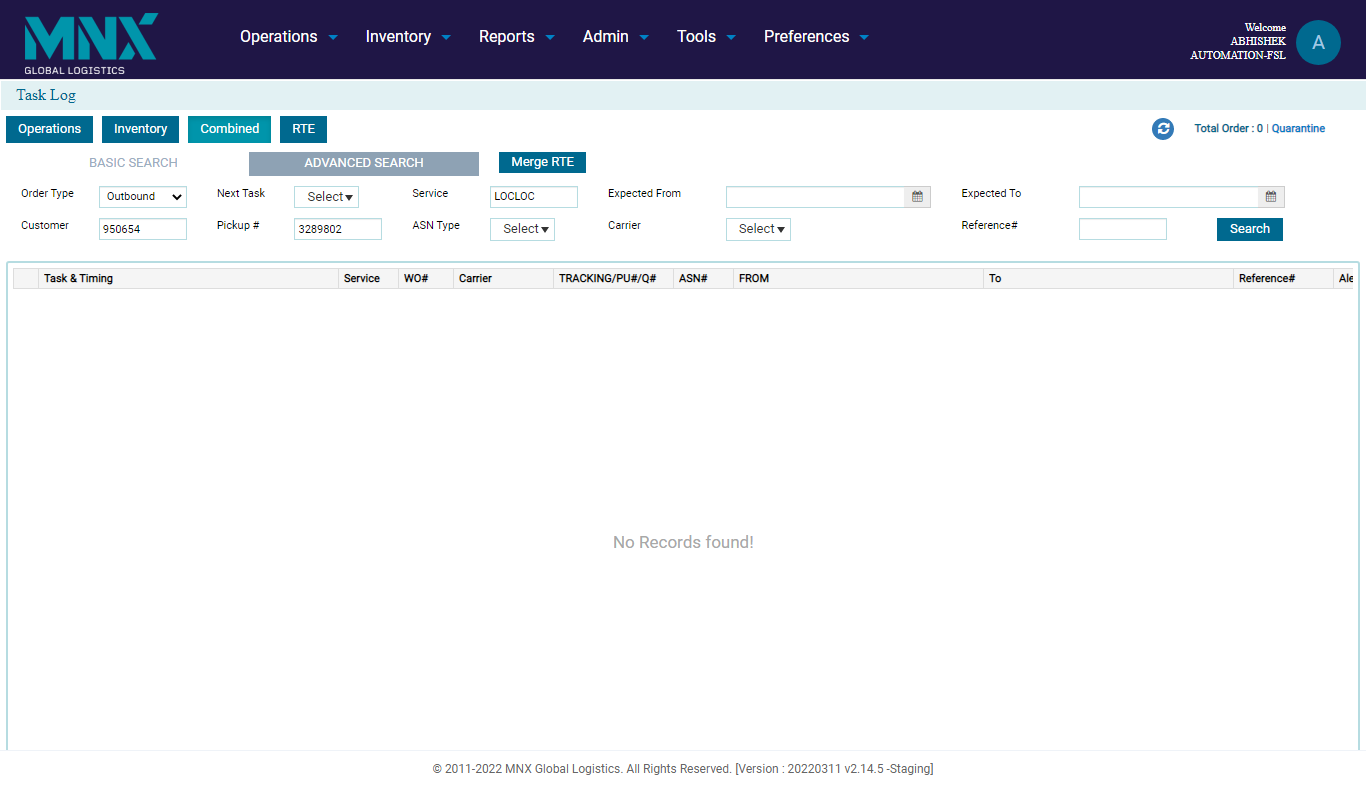 MNX
GLOBAL LOGISTICS
Operations Inventory Reports Admin Tools Preferences
Welcome
ABHISHEK
AUTOMATION-FSL
A
Task Log
Operations Inventory Combined RTE
Total Order : 0 | Quarantine
BASIC SEARCH ADVANCED SEARCH Merge RTE
Order Type Outbound Next Task Select Service LOCLOC Expected From Expected To
Customer 950654 Pickup # 3289802 ASN Type Select Carrier Select Reference# Search
Task & Timing Service WO# Carrier TRACKING/PU#/Q# ASN# FROM To Reference# Ale
No Records found!
© 2011-2022 MNX Global Logistics. All Rights Reserved. [Version : 20220311 v2.14.5 -Staging]